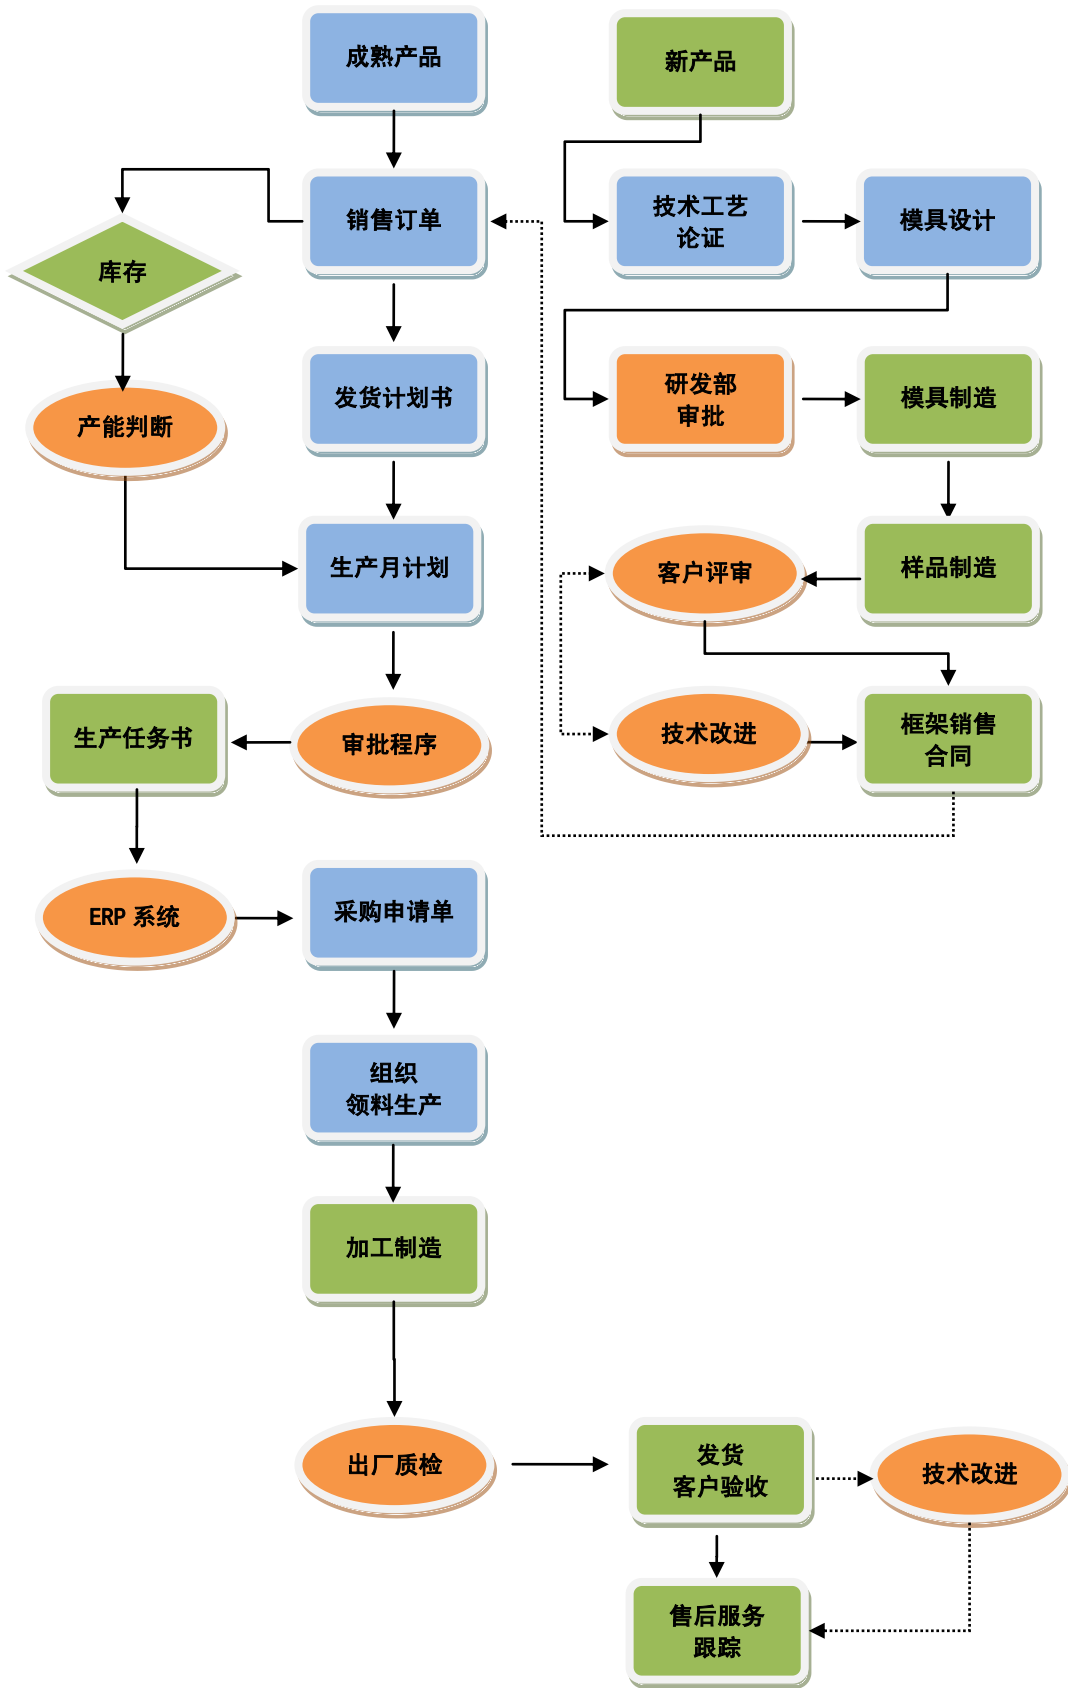 成熟产品
新产品
销售订单
技术工艺
论证
模具设计
库存
发货计划书
研发部
审批
模具制造
产能判断
生产月计划
客户评审
样品制造
生产任务书
审批程序
技术改进
框架销售
合同
ERP 系统
采购申请单
组织
领料生产
加工制造
出厂质检
发货
客户验收
技术改进
售后服务
跟踪